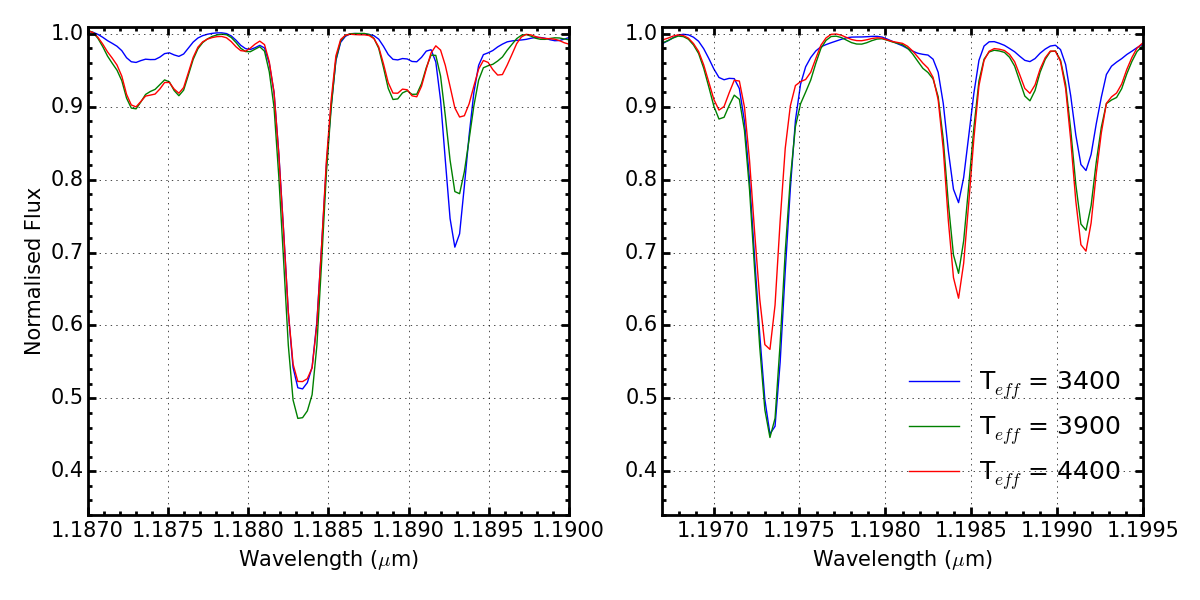 Normalised Flux
1.0
0.9
0.8
0.7
0.6
0.5
0.4
1.1870 1.1875 1.1880 1.1885 1.1890 1.1895 1.1900
Wavelength (μm)
1.0
0.9
0.8
0.7
0.6
0.5
0.4
T_eff = 3400
T_eff = 3900
T_eff = 4400
1.1970 1.1975 1.1980 1.1985 1.1990 1.1995
Wavelength (μm)